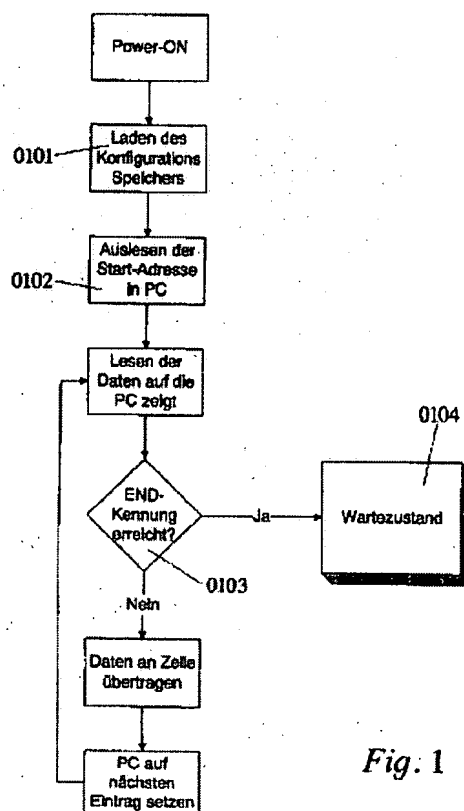 Power-ON
0101
Laden des
Konfigurations
Speichers
0102
Auslesen der
Start-Adresse
in PC
Lesen der
Daten auf die
PC zeigt
0104
END-
Kennung
erreicht?
Ja
Wartezustand
0103
Nein
Daten an Zelle
übertragen
PC auf
nächsten
Eintrag setzen
Fig. 1